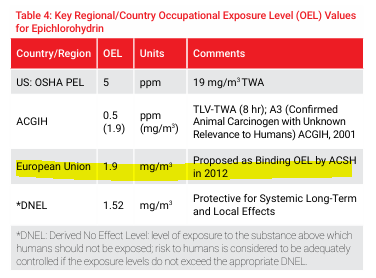 Table 4: Key Regional/Country Occupational Exposure Level (OEL) Values
for Epichlorohydrin
Country/Region OEL Units Comments
US: OSHA PEL 5 ppm 19 mg/m³ TWA
ACGIH 0.5 (1.9) ppm (mg/m³) TLV-TWA (8 hr); A3 (Confirmed
Animal Carcinogen with Unknown
Relevance to Humans) ACGIH, 2001
European Union 1.9 mg/m³ Proposed as Binding OEL by ACSH
in 2012
*DNEL 1.52 mg/m³ Protective for Systemic Long-Term
and Local Effects
*DNEL: Derived No Effect Level: level of exposure to the substance above which
humans should not be exposed; risk to humans is considered to be adequately
controlled if the exposure levels do not exceed the appropriate DNEL.